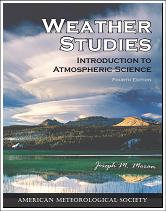 WEATHER
STUDIES
INTRODUCTION TO
ATMOSPHERIC SCIENCE
FOURTH EDITION
Joseph M. Moran
AMERICAN METEOROLOGICAL SOCIETY